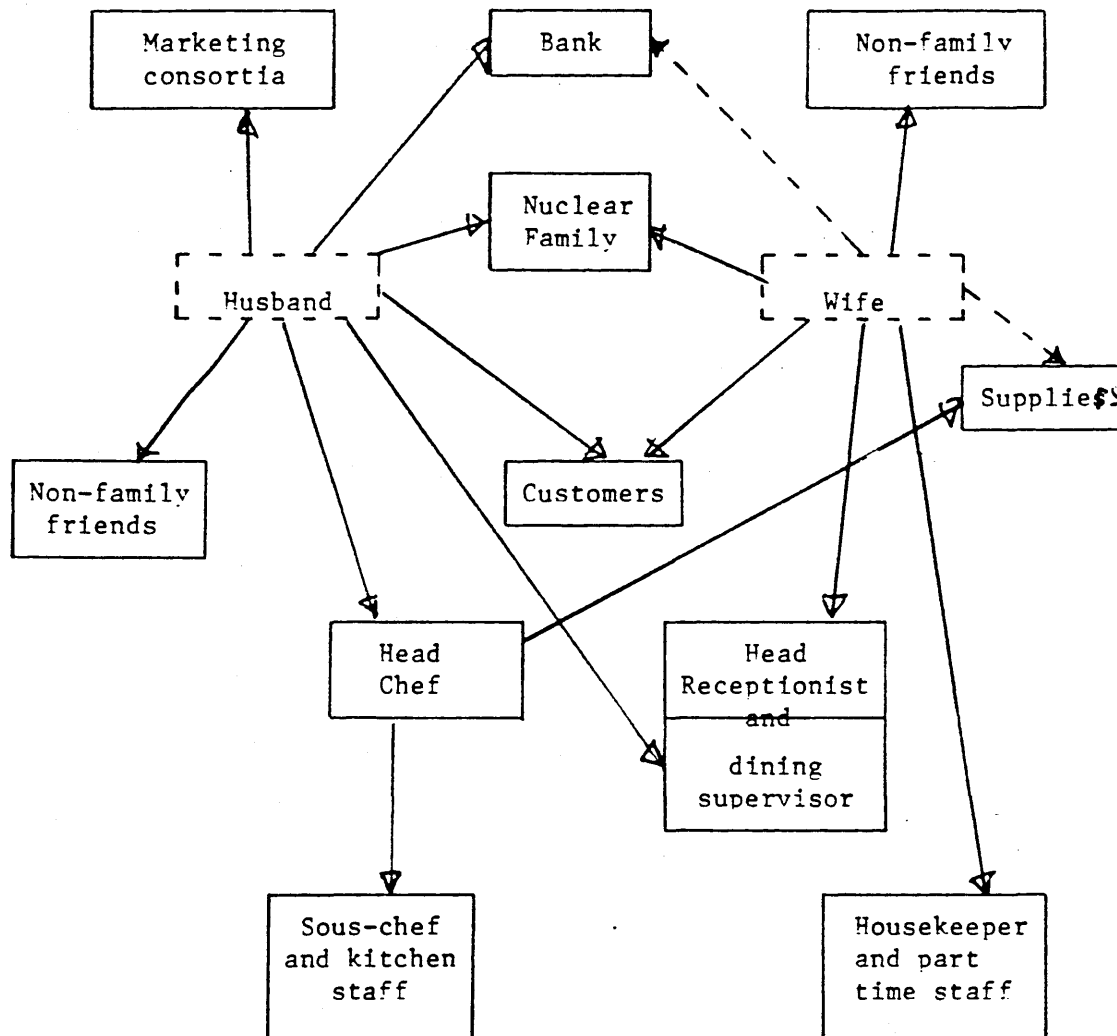 Marketing
consortia
Bank
Non-family
friends
Nuclear
Family
Husband
Wife
Non-family
friends
Customers
Head
Chef
Head
Receptionist
and
dining
supervisor
Sous-chef
and kitchen
staff
Housekeeper
and part
time staff